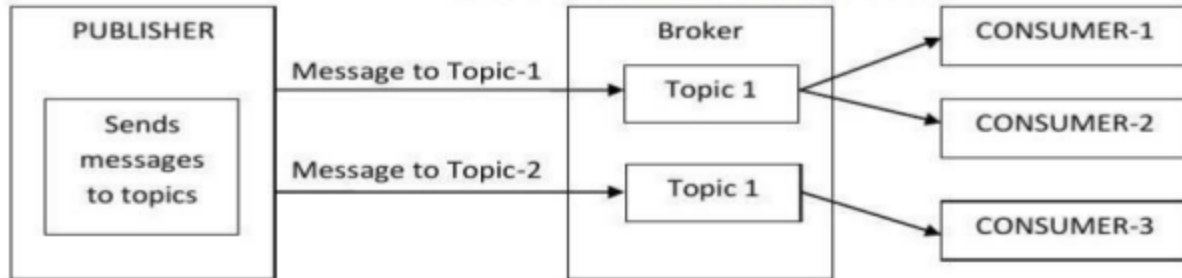 PUBLISHER
Sends
messages
to topics
Message to Topic-1
Message to Topic-2
Broker
Topic 1
Topic 1
CONSUMER-1
CONSUMER-2
CONSUMER-3